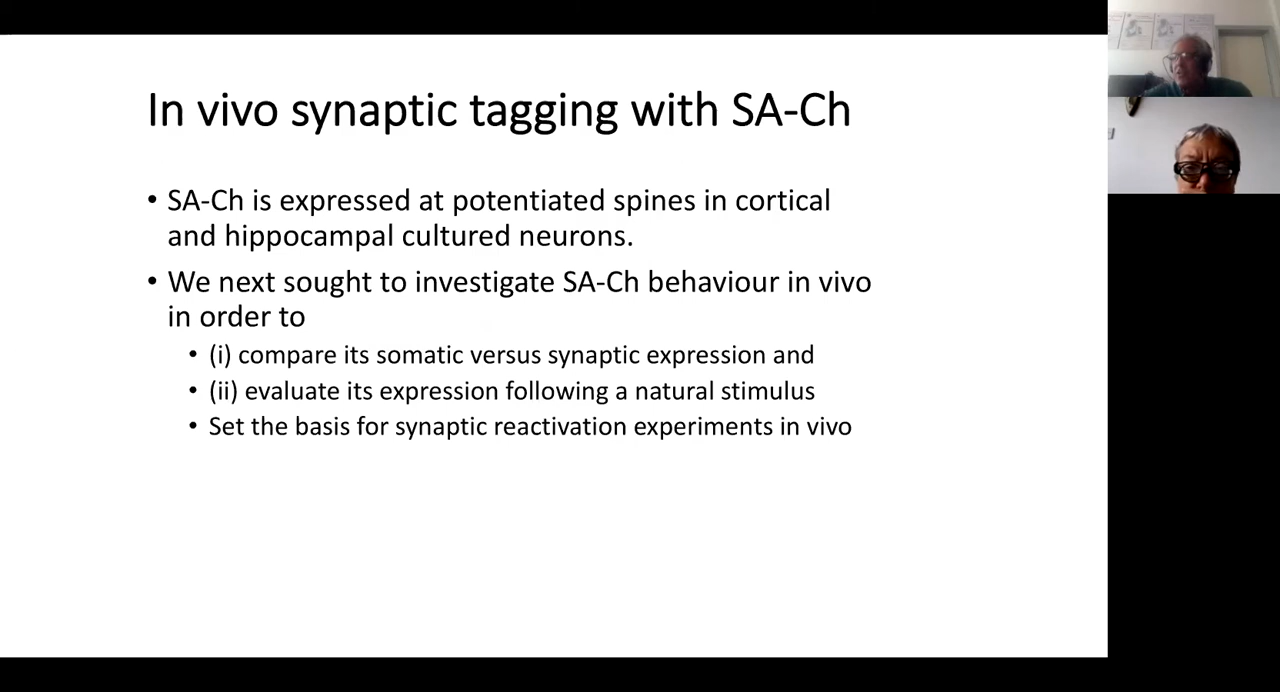 In vivo synaptic tagging with SA-Ch
• SA-Ch is expressed at potentiated spines in cortical
and hippocampal cultured neurons.
• We next sought to investigate SA-Ch behaviour in vivo
in order to
• (i) compare its somatic versus synaptic expression and
• (ii) evaluate its expression following a natural stimulus
• Set the basis for synaptic reactivation experiments in vivo